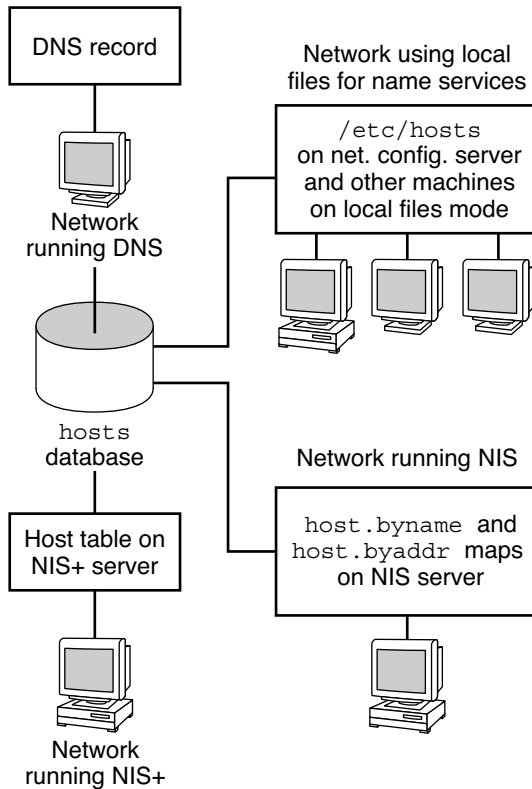 DNS record
Network
running DNS
hosts
database
Host table on
NIS+ server
Network
running NIS+
Network using local
files for name services
/etc/hosts
on net. config. server
and other machines
on local files mode
Network running NIS
host.byname and
host.byaddr maps
on NIS server